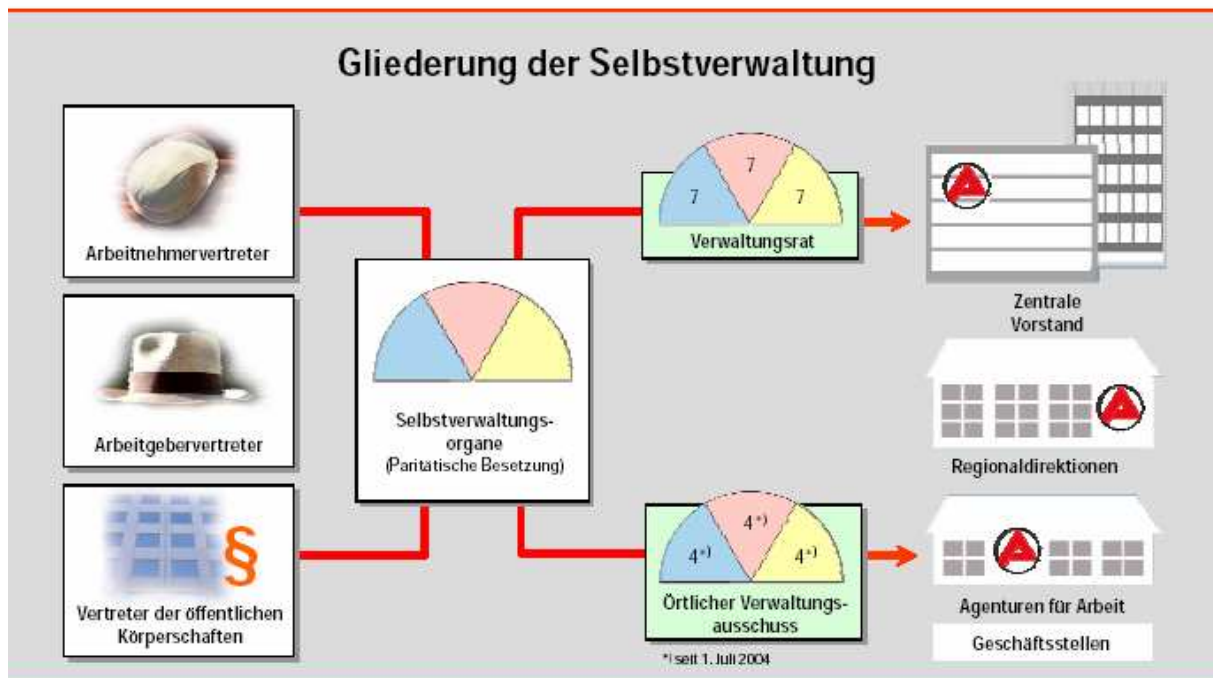 Gliederung der Selbstverwaltung
Arbeitnehmervertreter
Arbeitgebervertreter
§
Vertreter der öffentlichen
Körperschaften
Selbstverwaltungs-
organe
(Paritätische Besetzung)
7
7
7
Verwaltungsrat
4*)
4*)
4*)
Örtlicher Verwaltungs-
ausschuss
*) seit 1. Juli 2004
Zentrale
Vorstand
Regionaldirektionen
Agenturen für Arbeit
Geschäftsstellen